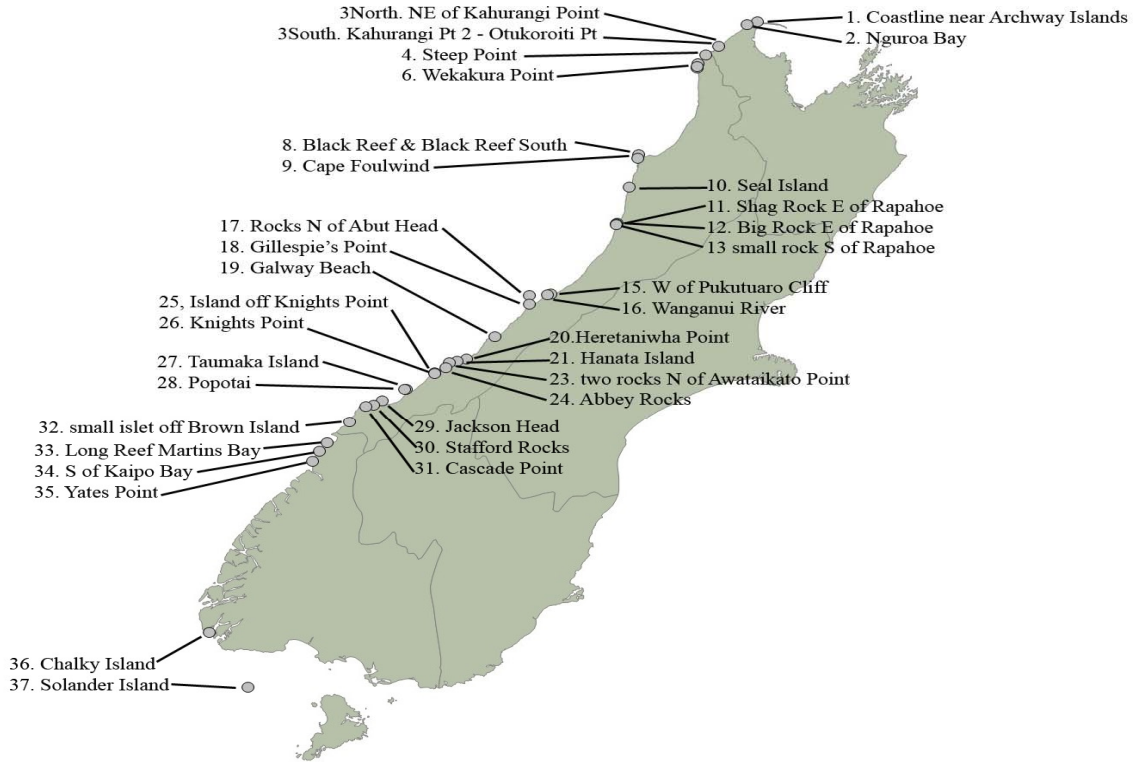 3North. NE of Kahurangi Point
3South. Kahurangi Pt 2 - Otukoroiti Pt
4. Steep Point
6. Wekakura Point
1. Coastline near Archway Islands
2. Nguroa Bay
8. Black Reef & Black Reef South
9. Cape Foulwind
10. Seal Island
11. Shag Rock E of Rapahoe
12. Big Rock E of Rapahoe
13 small rock S of Rapahoe
17. Rocks N of Abut Head
18. Gillespie's Point
19. Galway Beach
15. W of Pukutuaro Cliff
16. Wanganui River
25, Island off Knights Point
26. Knights Point
20.Heretaniwha Point
21. Hanata Island
23. two rocks N of Awataikato Point
24. Abbey Rocks
27. Taumaka Island
28. Popotai
29. Jackson Head
30. Stafford Rocks
31. Cascade Point
32. small islet off Brown Island
33. Long Reef Martins Bay
34. S of Kaipo Bay
35. Yates Point
36. Chalky Island
37. Solander Island